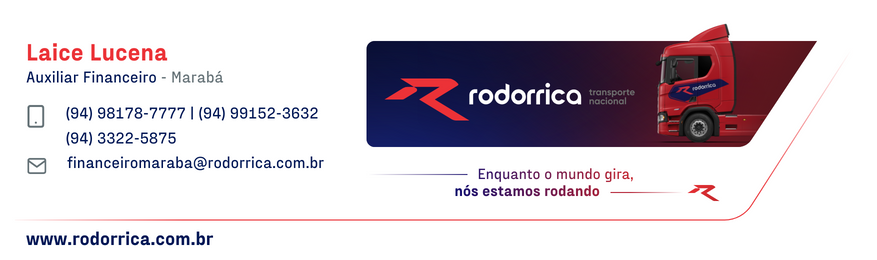 Laice Lucena
Auxiliar Financeiro - Marabá
(94) 98178-7777 | (94) 99152-3632
(94) 3322-5875
financeiromaraba@rodorrica.com.br
rodorrica
transporte
nacional
rodorrica
Enquanto o mundo gira,
nós estamos rodando
www.rodorrica.com.br